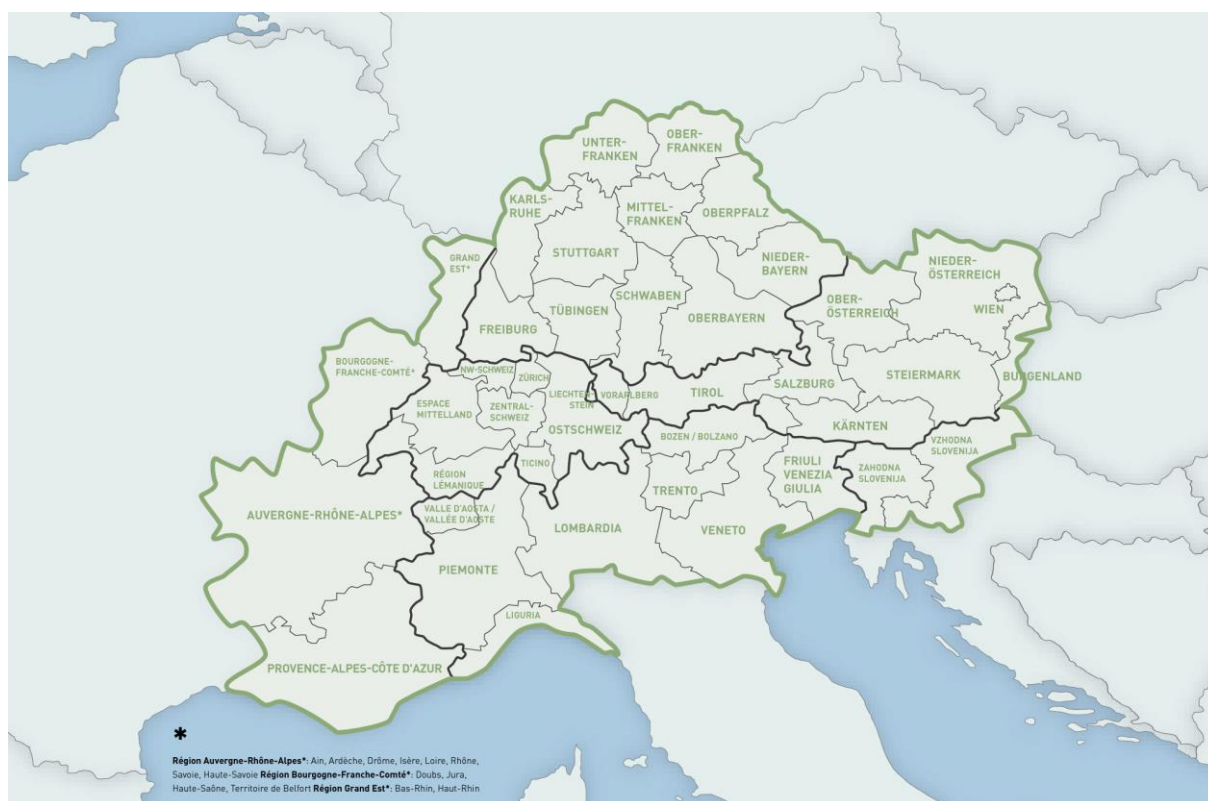 UNTER-
FRANKEN
OBER-
FRANKEN
KARLS-
RUHE
MITTEL-
FRANKEN
OBERPFALZ
GRAND
EST*
STUTTGART
NIEDER-
BAYERN
NIEDER-
ÖSTERREICH
SCHWABEN
OBER-
ÖSTERREICH
WIEN
TÜBINGEN
OBERBAYERN
FREIBURG
BOURGOGNE-
FRANCHE-COMTÉ*
NW-SCHWEIZ
ZÜRICH
LIECHTEN-
STEIN
VORARLBERG
TIROL
SALZBURG
STEIERMARK
BURGENLAND
ESPACE
MITTELLAND
ZENTRAL-
SCHWEIZ
OSTSCHWEIZ
KÄRNTEN
BOZEN / BOLZANO
VZHODNA
SLOVENIJA
RÉGION
LÉMANIQUE
TICINO
TRENTO
FRIULI
VENEZIA
GIULIA
ZAHODNA
SLOVENIJA
AUVERGNE-RHÔNE-ALPES*
VALLE D'AOSTA /
VALLÉE D'AOSTE
LOMBARDIA
VENETO
PIEMONTE
LIGURIA
PROVENCE-ALPES-CÔTE D'AZUR
*
Région Auvergne-Rhône-Alpes*: Ain, Ardèche, Drôme, Isère, Loire, Rhône,
Savoie, Haute-Savoie Région Bourgogne-Franche-Comté*: Doubs, Jura,
Haute-Saône, Territoire de Belfort Région Grand Est*: Bas-Rhin, Haut-Rhin